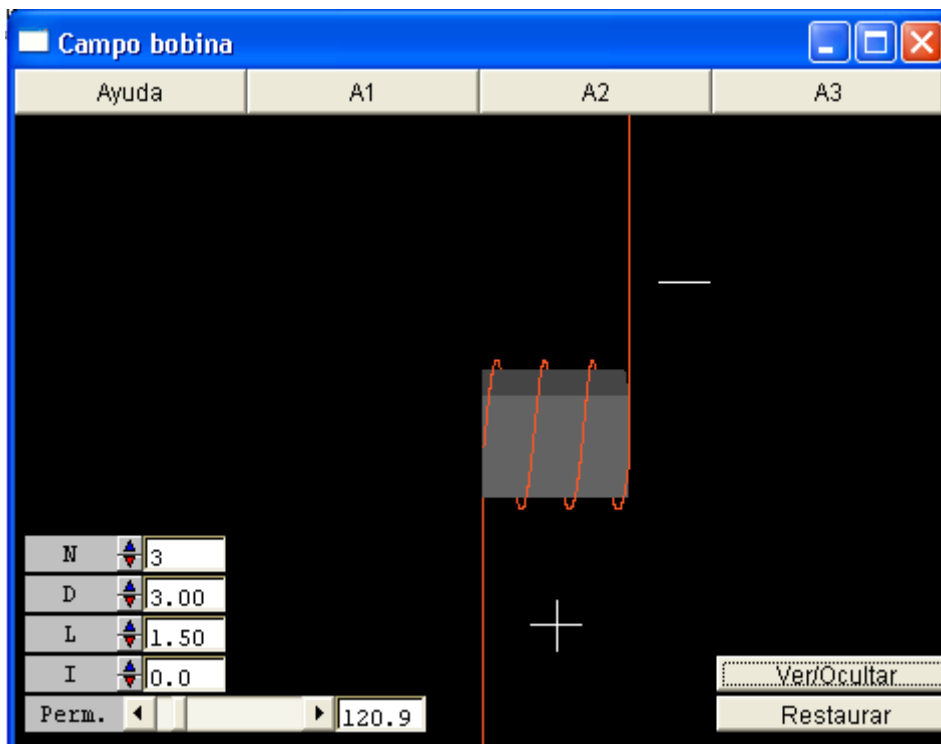 Campo bobina
Ayuda A1 A2 A3
N 3
D 3.00
L 1.50
I 0.0
Perm. 120.9
Ver/Ocultar
Restaurar